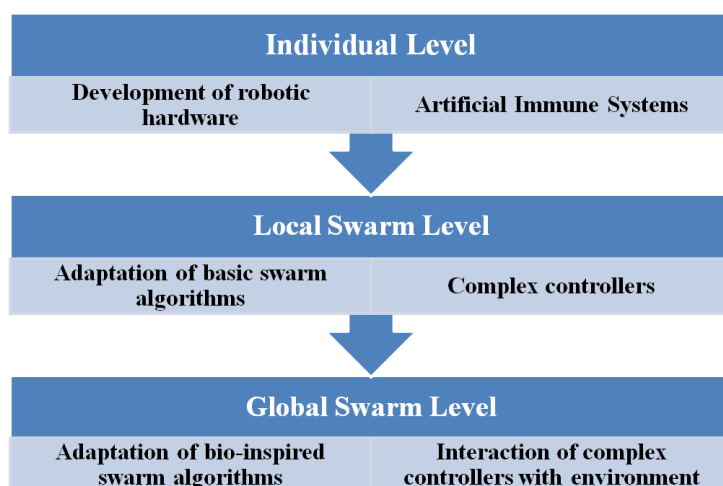 Individual Level
Development of robotic
hardware
Artificial Immune Systems
Local Swarm Level
Adaptation of basic swarm
algorithms
Complex controllers
Global Swarm Level
Adaptation of bio-inspired
swarm algorithms
Interaction of complex
controllers with environment